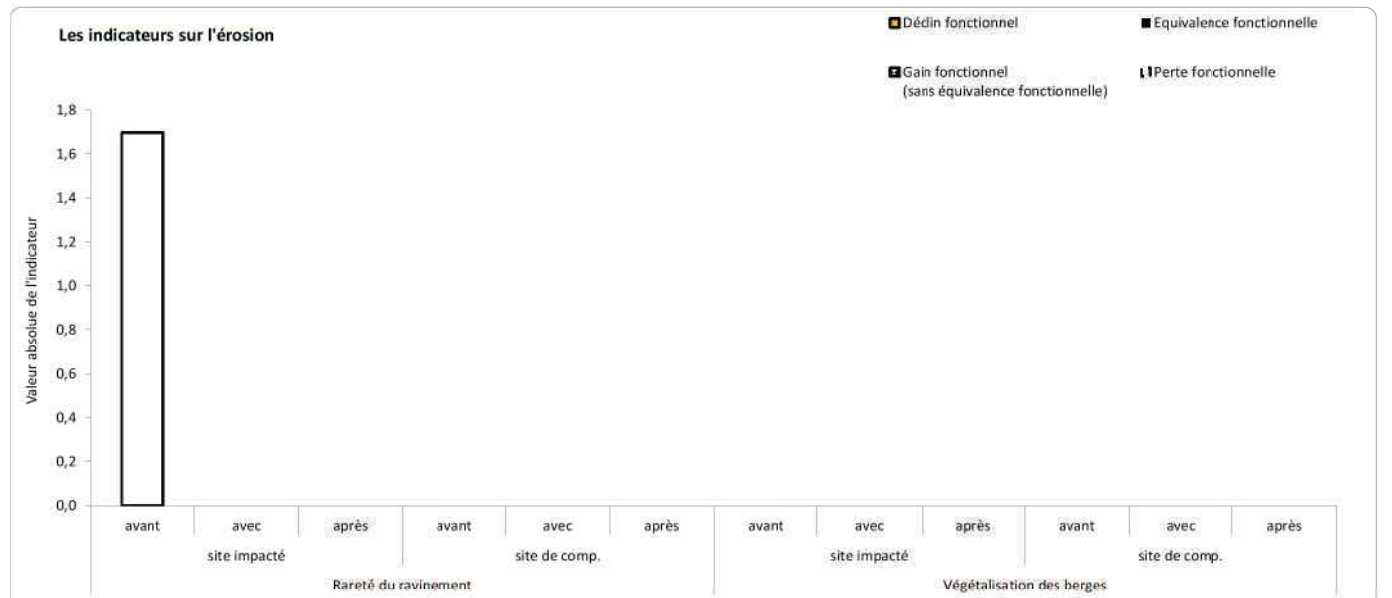 Les indicateurs sur l'érosion
Déclin fonctionnel
Equivalence fonctionnelle
Gain fonctionnel
(sans équivalence fonctionnelle)
Perte fonctionnelle
Valeur absolue de l'indicateur
1,8
1,6
1,4
1,2
1,0
0,8
0,6
0,4
0,2
0,0
avant avec après avant avec après avant avec après avant avec après
site impacté site de comp. site impacté site de comp.
Rareté du ravinement Végétalisation des berges